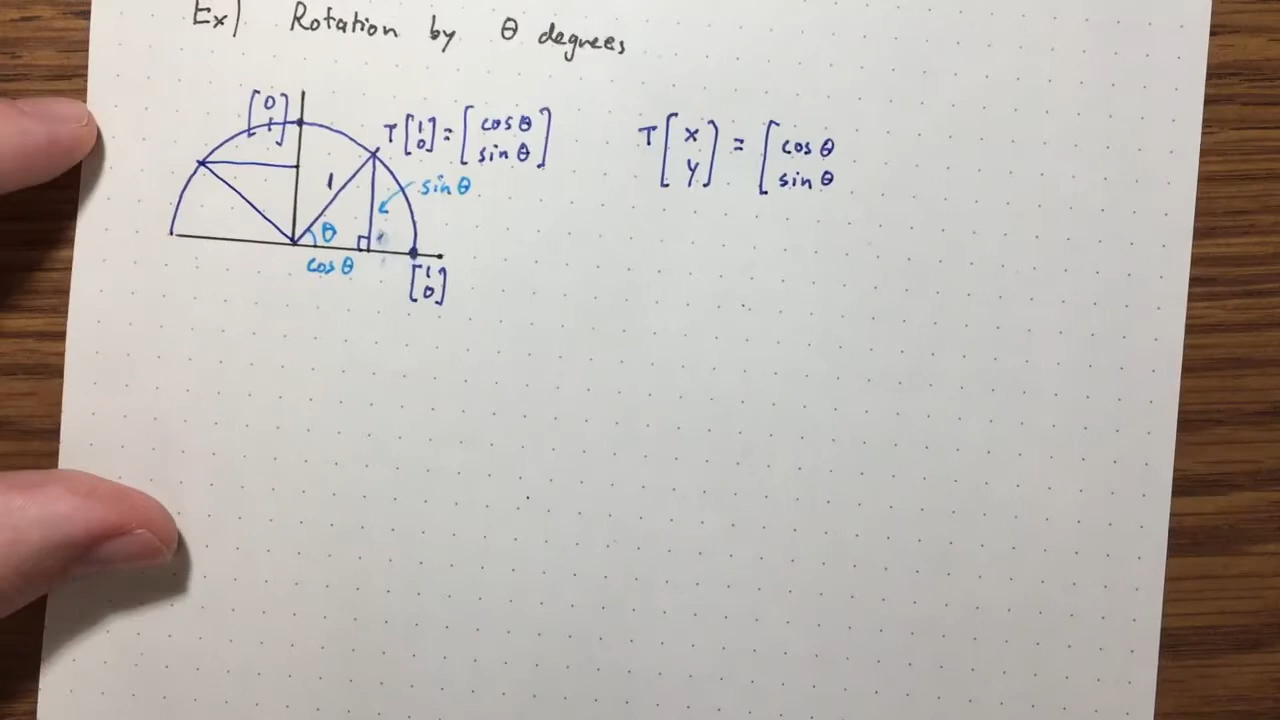 Ex) Rotation by θ degrees
[0 1]
T[1 0] = [cos θ sin θ]
T[x y] = [cos θ sin θ
1
sin θ
θ
cos θ
[1 0]